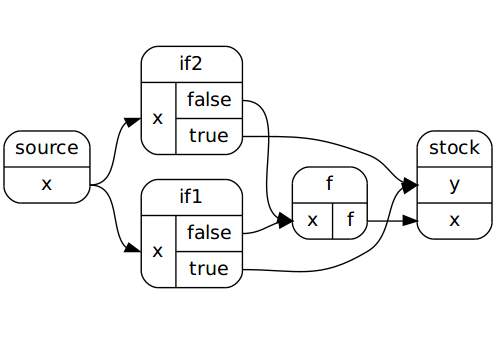 source
x
if2
x
false
true
if1
x
false
true
f
x
f
stock
y
x